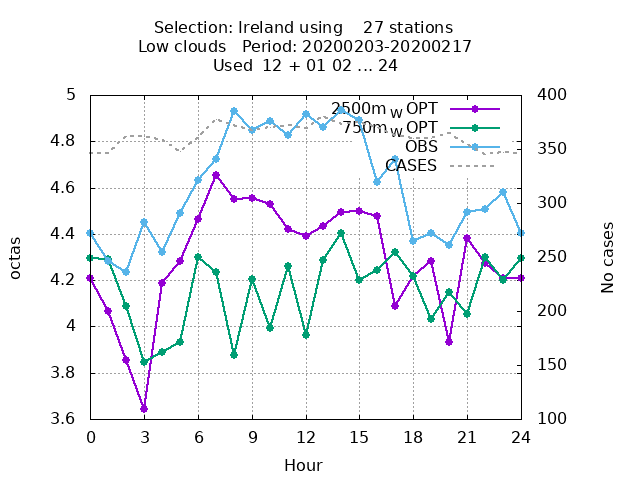 Selection: Ireland using    27 stations
Low clouds   Period: 20200203-20200217
Used  12 + 01 02 ... 24
5
4.8
4.6
4.4
4.2
4
3.8
3.6
octas
400
350
300
250
200
150
100
No cases
2500m W OPT
750m W OPT
OBS
CASES
0 3 6 9 12 15 18 21 24
Hour